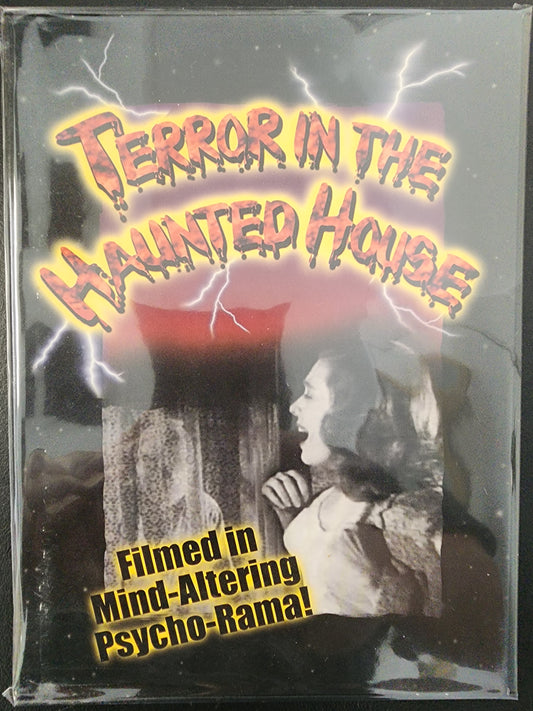 TERROR IN THE
HAUNTED HOUSE
Filmed in
Mind-Altering
Psycho-Rama!